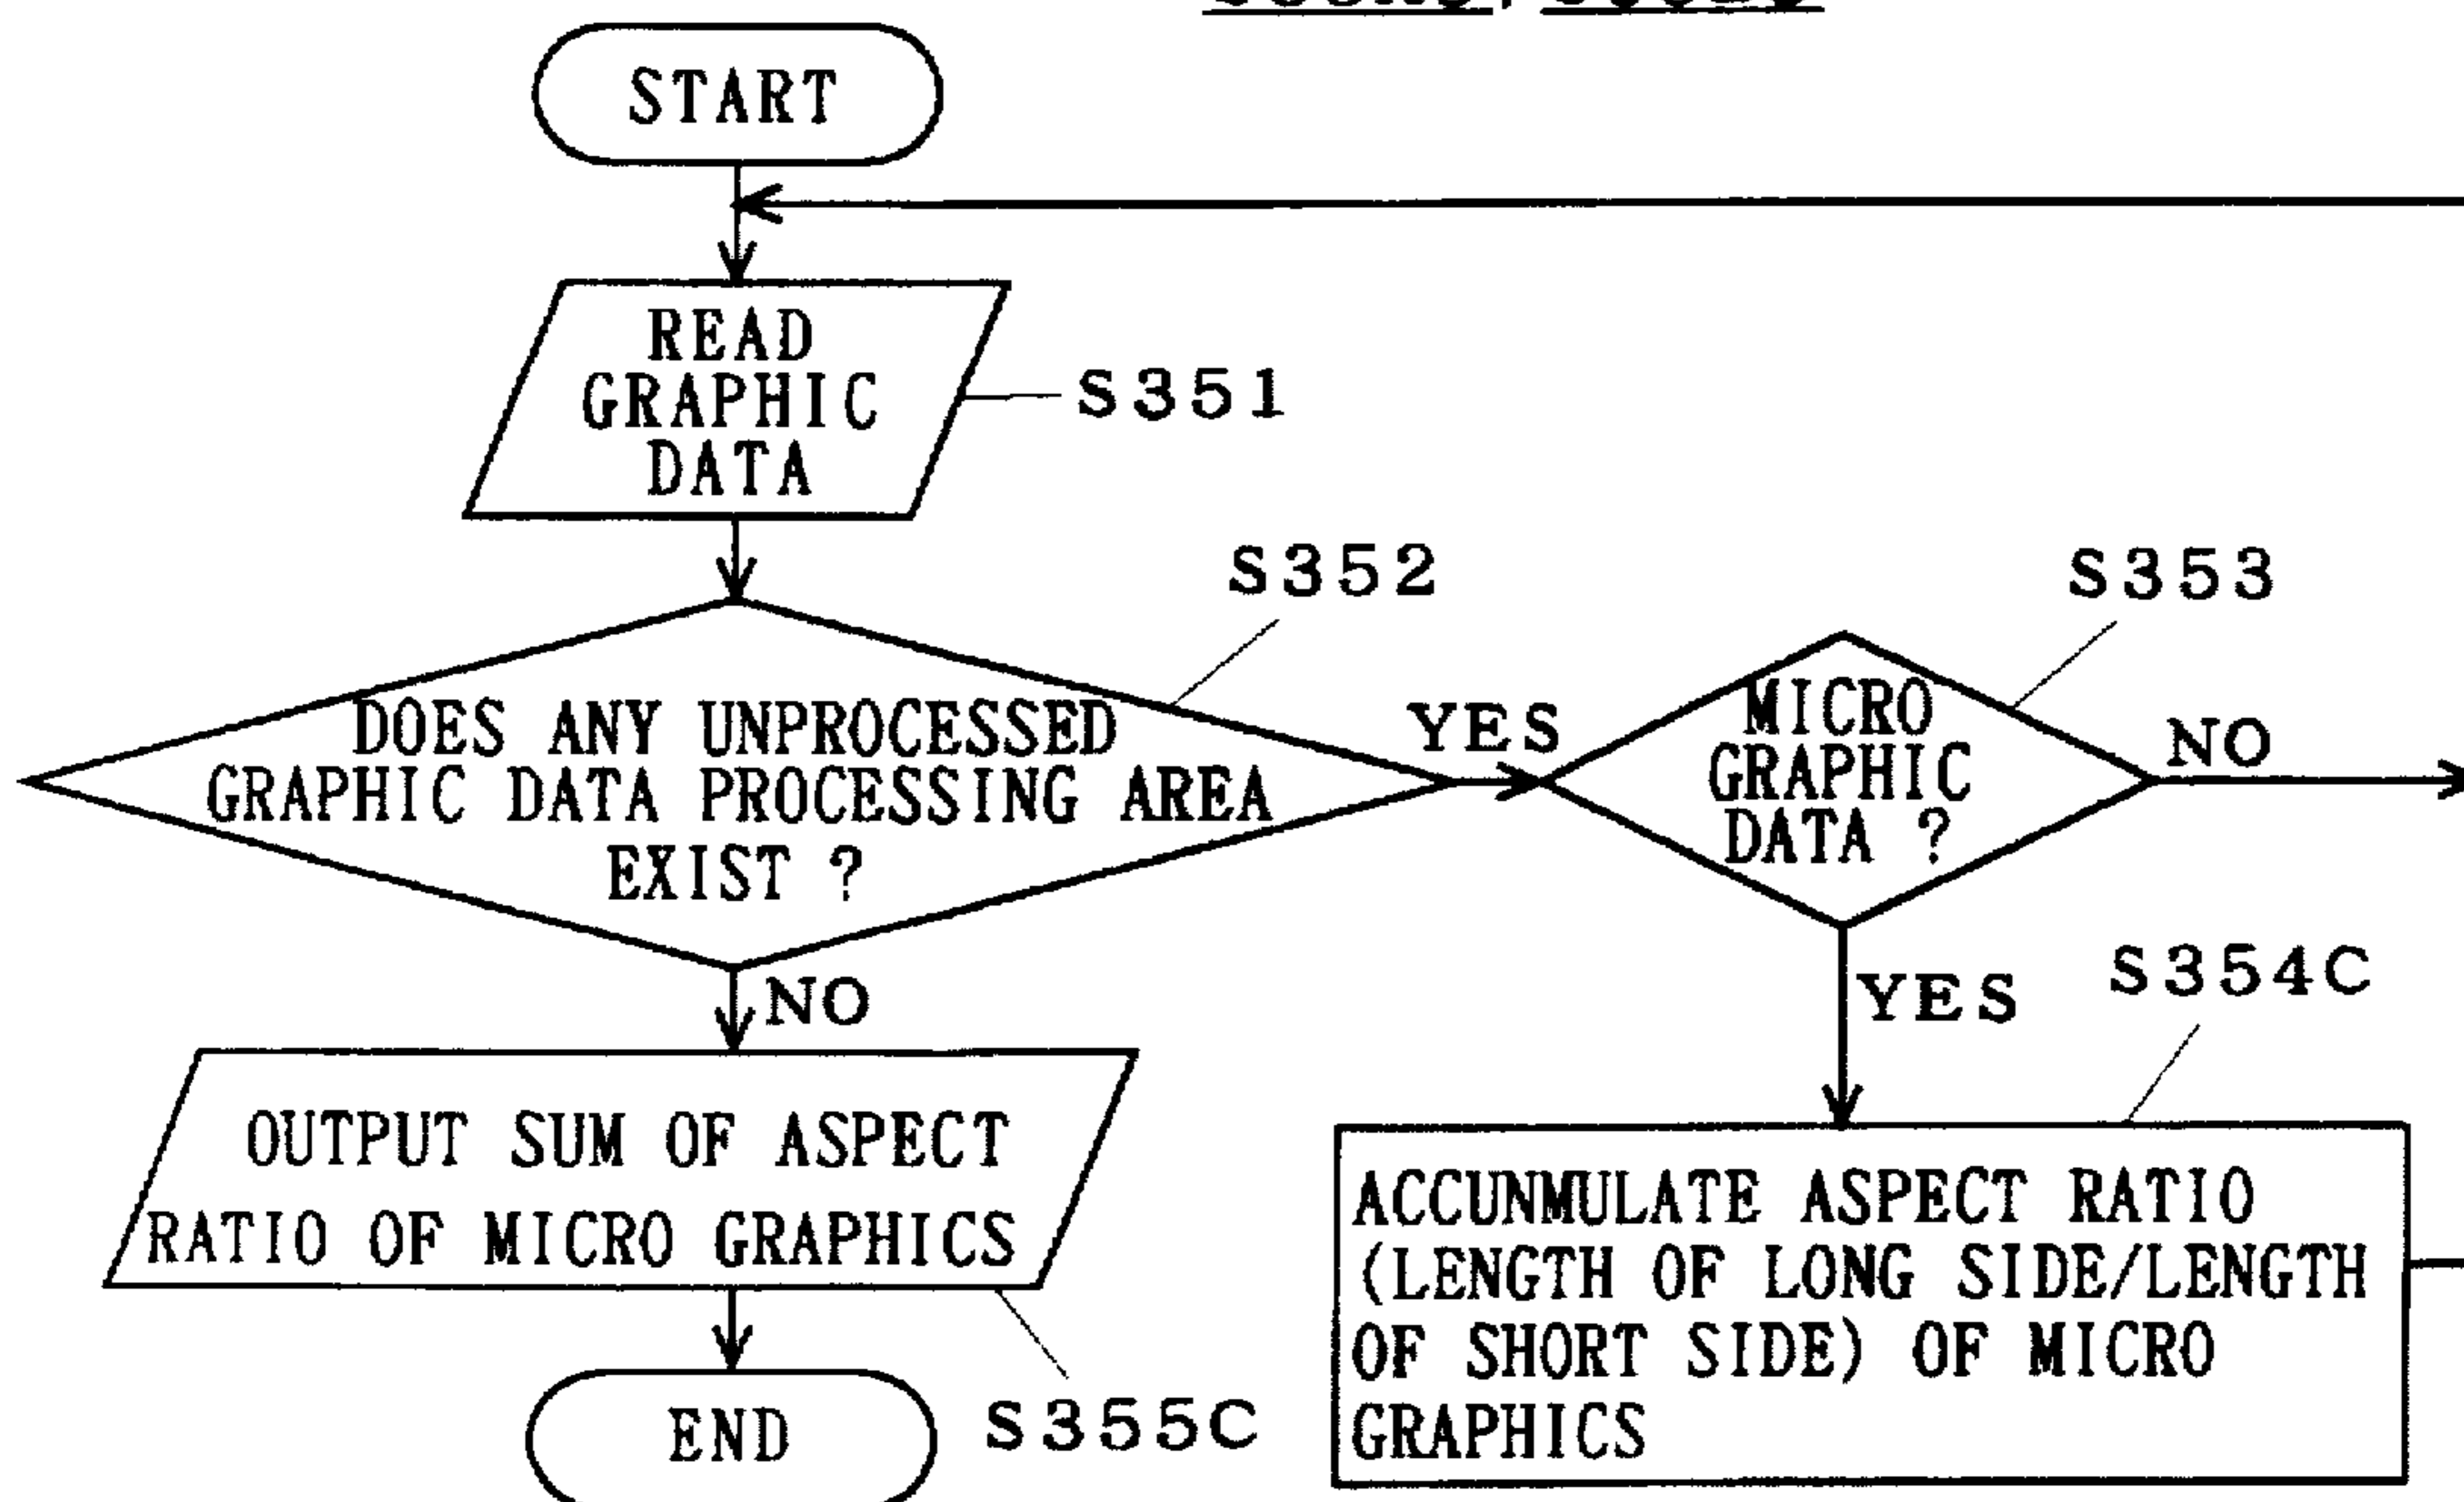 START
READ
GRAPHIC
DATA
S351
S352
S353
DOES ANY UNPROCESSED
GRAPHIC DATA PROCESSING AREA
EXIST ?
YES
MICRO
GRAPHIC
DATA ?
NO
NO
YES
S354C
OUTPUT SUM OF ASPECT
RATIO OF MICRO GRAPHICS
ACCUNMULATE ASPECT RATIO
(LENGTH OF LONG SIDE/LENGTH
OF SHORT SIDE) OF MICRO
GRAPHICS
S355C
END